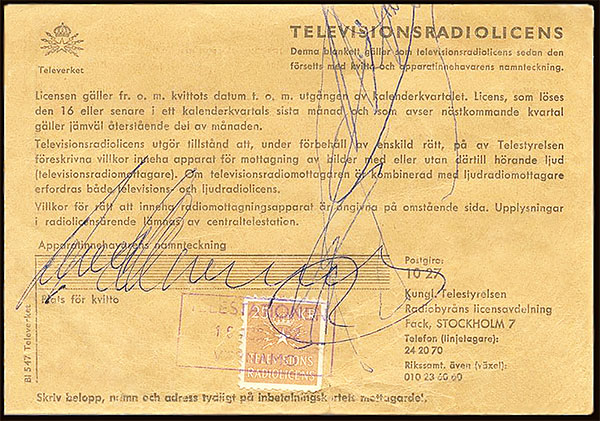 TELEVISIONSRADIOLICENS
Denna blankett gäller som televisionsradiolicens sedan den
försetts med kvitto och apparatinnehavarens namnteckning.
Televerket
Licensen gäller fr. o. m. kvittots datum t. o. m. utgången av kalenderkvartalet. Licens, som löses
den 16 eller senare i ett kalenderkvartals sista månad och som avser nästkommande kvartal
gäller jämväl återstående del av månaden.
Televisionsradiolicens utgör tillstånd att, under förbehåll av enskild rätt, på av Telestyrelsen
föreskrivna villkor inneha apparat för mottagning av bilder med eller utan därtill hörande ljud
(televisionsmottagare). Om televisionsradiomottagaren är kombinerad med ljudradiomottagare
erfordras både televisions- och ljudradiolicens.
Villkor för rätt att inneha radiomottagningsapparat är angivna på omstående sida. Upplysningar
i radiolicensärende lämnas av centraltelestation.
Apparatinnehavarens namnteckning
Plats för kvitto
Postgiro:
10 27
Kungl. Telestyrelsen
Radiobyråns licensavdelning
Fack, STOCKHOLM 7
Telefon (linjetagare):
24 20 70
Rikssamt. även (växel):
010 23 60 60
TELESTATIONEN
TELEVISIONS
RADIOLICENS
Bl 547 Televerket
Skriv belopp, namn och adress tydligt på inbetalningskortets mottagardel.